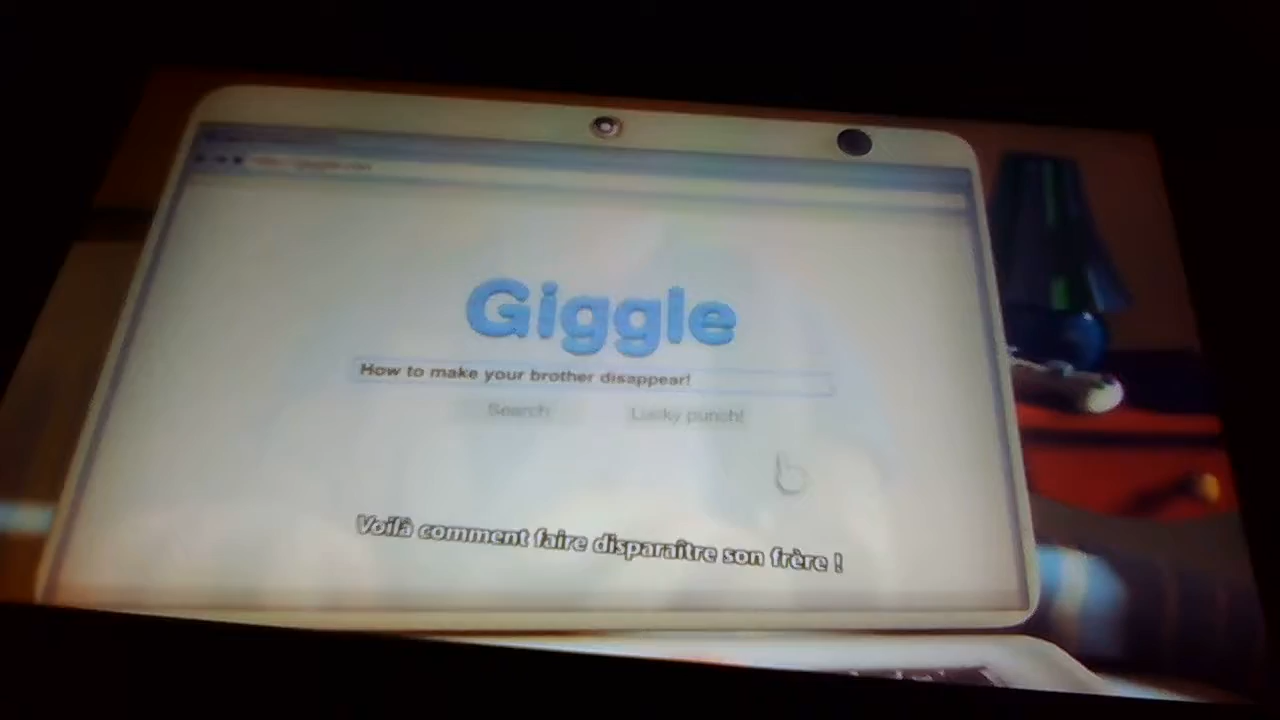 Giggle
How to make your brother disappear!
Search
Lucky punch!
Voilà comment faire disparaître son frère !